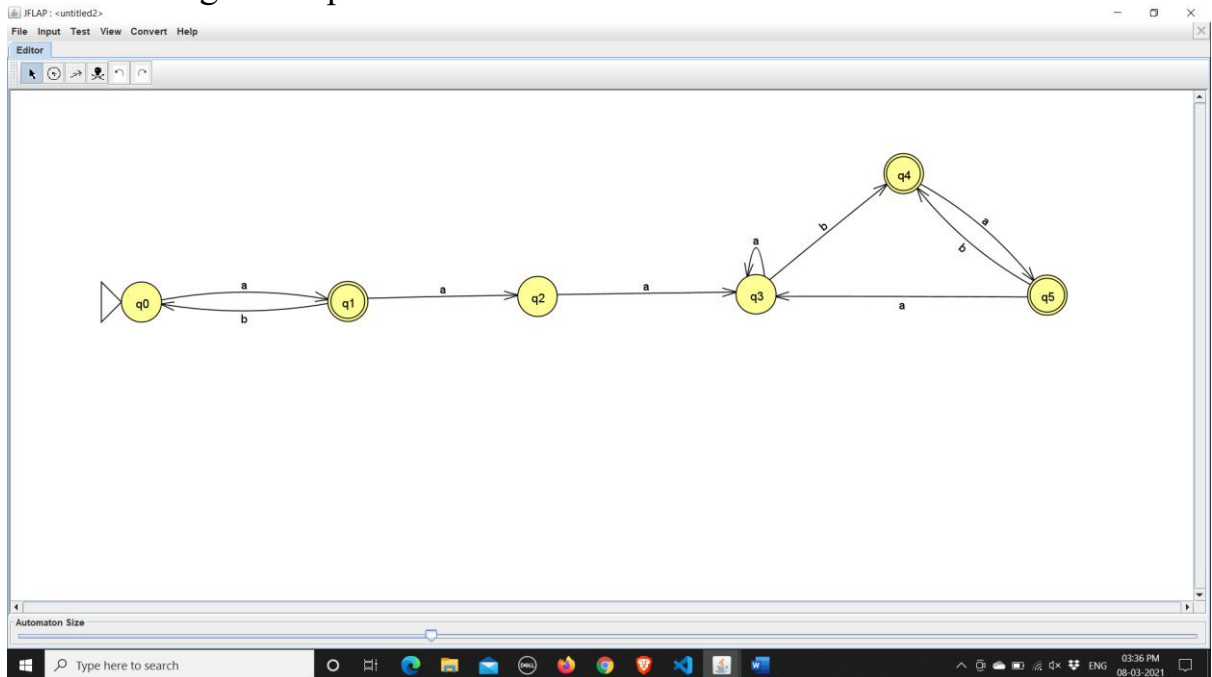 JFLAP : <untitled2>
File Input Test View Convert Help
Editor
a
b
q4
a
b
a
q0
a
b
q1
a
q2
a
q3
a
q5
Automaton Size
Type here to search
DELL
ENG
03:36 PM
08-03-2021